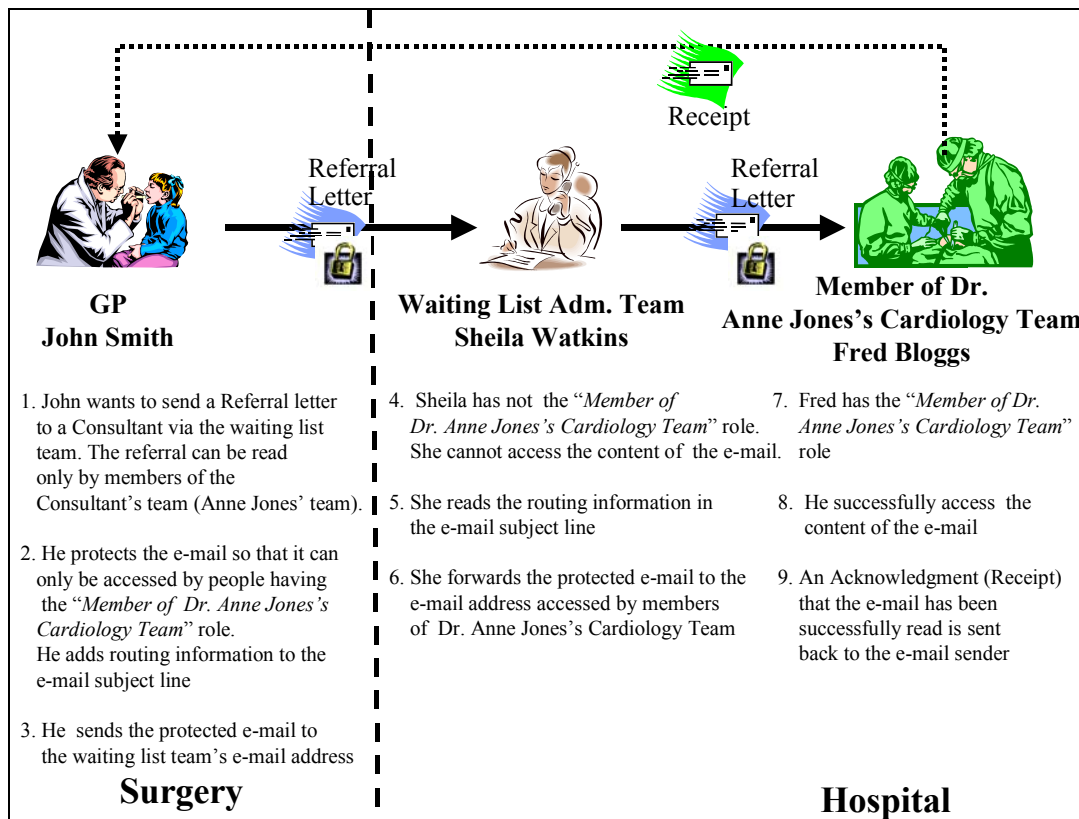 Receipt
Referral
Letter
Referral
Letter
GP
John Smith
Waiting List Adm. Team
Sheila Watkins
Member of Dr.
Anne Jones's Cardiology Team
Fred Bloggs
1. John wants to send a Referral letter
to a Consultant via the waiting list
team. The referral can be read
only by members of the
Consultant's team (Anne Jones' team).
2. He protects the e-mail so that it can
only be accessed by people having
the “Member of Dr. Anne Jones's
Cardiology Team” role.
He adds routing information to the
e-mail subject line
3. He sends the protected e-mail to
the waiting list team's e-mail address
4. Sheila has not the “Member of
Dr. Anne Jones's Cardiology Team” role.
She cannot access the content of the e-mail.
5. She reads the routing information in
the e-mail subject line
6. She forwards the protected e-mail to the
e-mail address accessed by members
of Dr. Anne Jones's Cardiology Team
7. Fred has the “Member of Dr.
Anne Jones's Cardiology Team”
role
8. He successfully access the
content of the e-mail
9. An Acknowledgment (Receipt)
that the e-mail has been
successfully read is sent
back to the e-mail sender
Surgery
Hospital